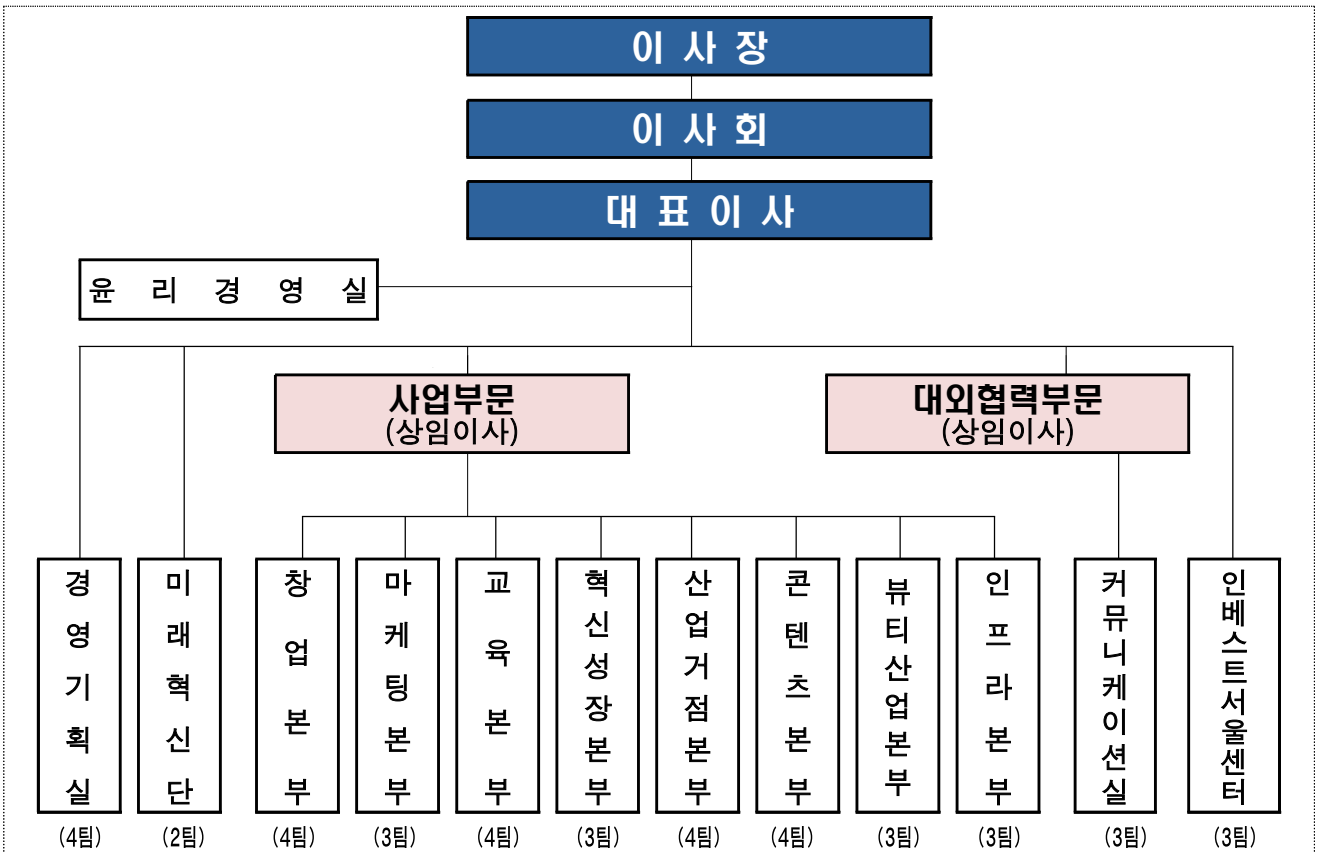 이 사 장
이 사 회
대 표 이 사
윤 리 경 영 실
사업부문
(상임이사)
대외협력부문
(상임이사)
경영기획실
미래혁신단
창업본부
마케팅본부
교육본부
혁신성장본부
산업거점본부
콘텐츠본부
뷰티산업본부
인프라본부
커뮤니케이션실
인베스트서울센터
(4팀)
(2팀)
(4팀)
(3팀)
(4팀)
(3팀)
(4팀)
(4팀)
(3팀)
(3팀)
(3팀)
(3팀)